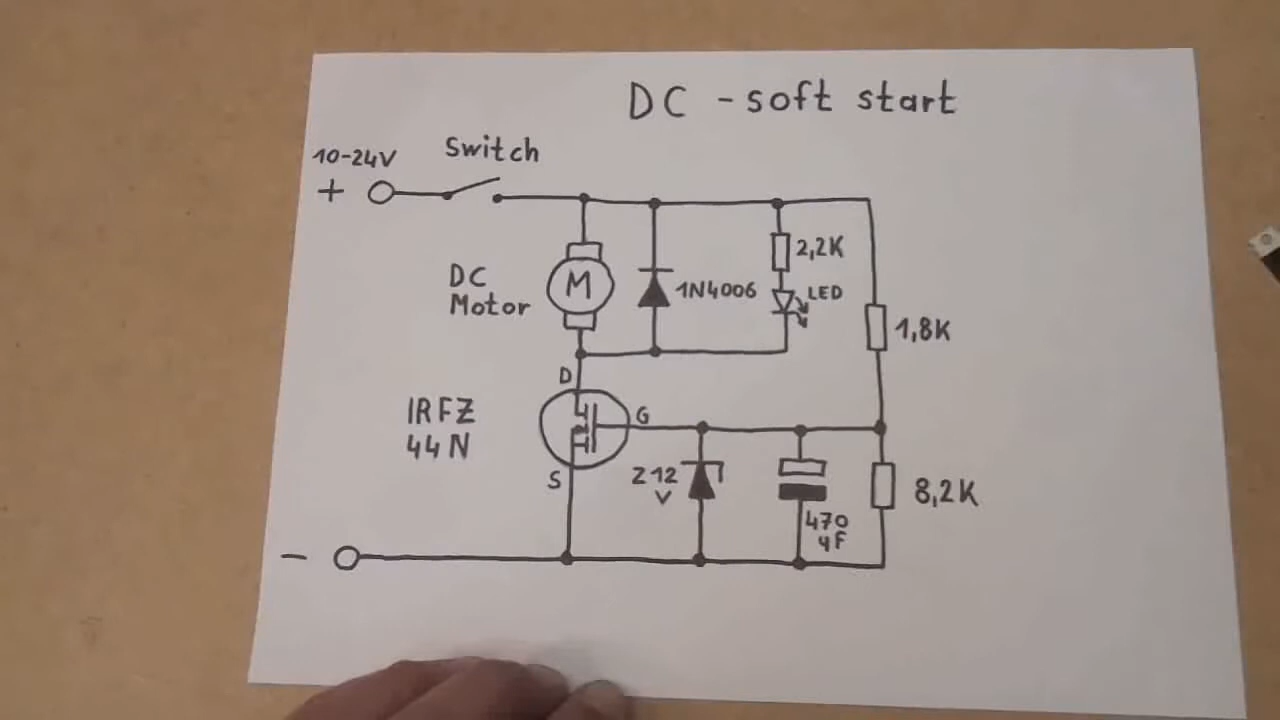 DC - soft start
10-24V
Switch
+
DC
Motor
M
1N4006
2,2K
LED
1,8K
D
IRFZ
44N
G
S
Z12
V
470
µF
8,2K
-